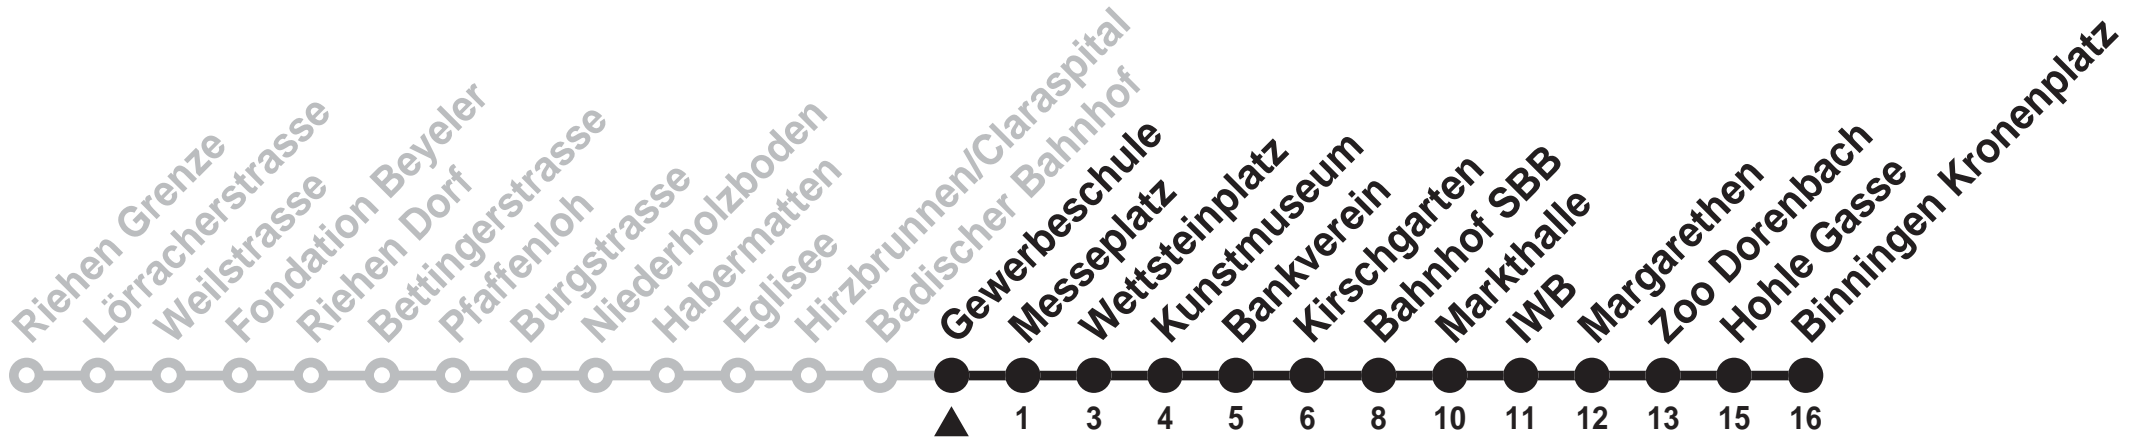 Riehen Grenze
Lörracherstrasse
Weilstrasse
Fondation Beyeler
Riehen Dorf
Bettingerstrasse
Pfaffenloh
Burgstrasse
Niederholzboden
Habermatten
Eglisee
Hirzbrunnen/Claraspital
Badischer Bahnhof
Gewerbeschule
Messeplatz
Wettsteinplatz
Kunstmuseum
Bankverein
Kirschgarten
Bahnhof SBB
Markthalle
IWB
Margarethen
Zoo Dorenbach
Hohle Gasse
Binningen Kronenplatz
1 3 4 5 6 8 10 11 12 13 15 16